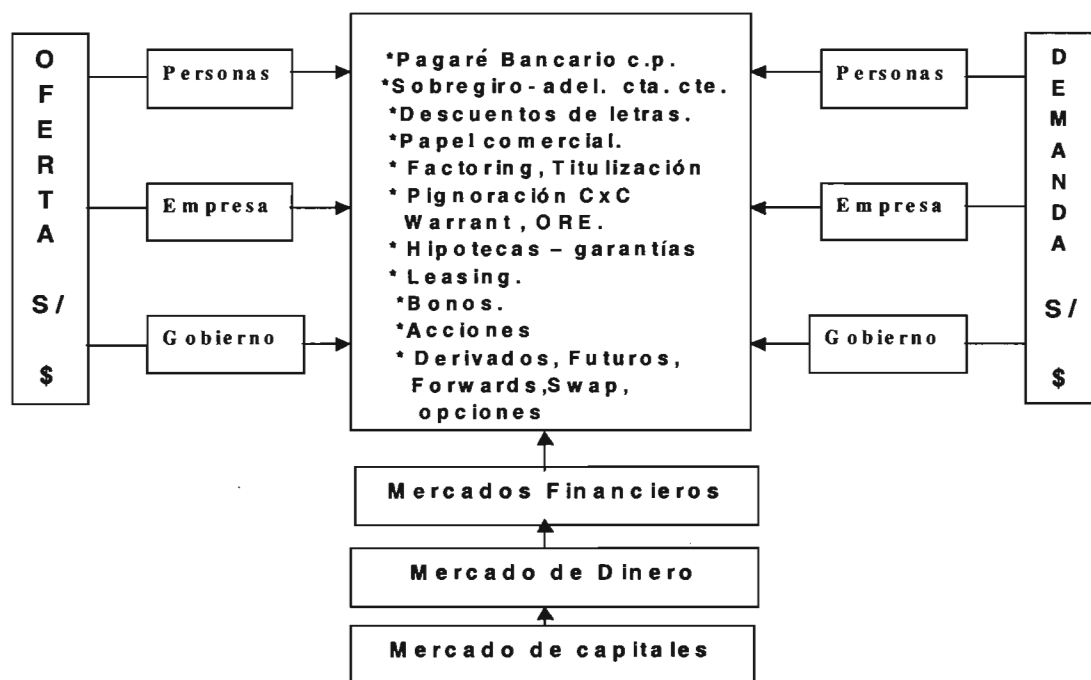 OFERTA S/ $
Personas
Empresa
Gobierno
*Pagaré Bancario c.p.
*Sobregiro-adel. cta. cte.
*Descuentos de letras.
*Papel comercial.
* Factoring, Titulización
* Pignoración CxC
Warrant, ORE.
* Hipotecas – garantías
* Leasing.
*Bonos.
*Acciones
* Derivados, Futuros,
Forwards, Swap,
opciones
Personas
Empresa
Gobierno
DEMANDA S/ $
Mercados Financieros
Mercado de Dinero
Mercado de capitales